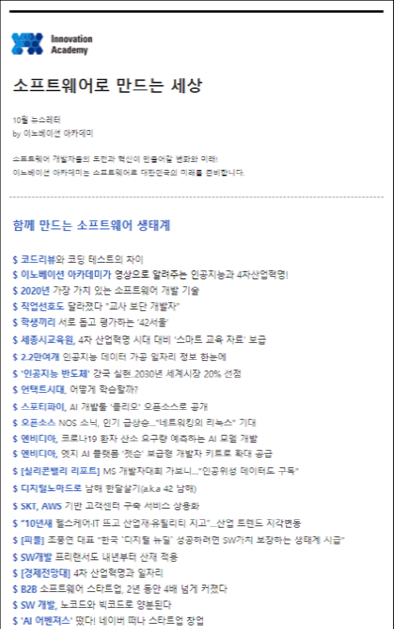 Innovation
Academy
소프트웨어로 만드는 세상
10월 뉴스레터
by 이노베이션 아카데미
소프트웨어 개발자들의 도전과 혁신이 만들어갈 변화와 미래!
이노베이션 아카데미는 소프트웨어로 대한민국의 미래를 준비합니다.
함께 만드는 소프트웨어 생태계
$ 코드리뷰와 코딩 테스트의 차이
$ 이노베이션 아카데미가 영상으로 알려주는 인공지능과 4차산업혁명!
$ 2020년 가장 가치 있는 소프트웨어 개발 기술
$ 직업선호도 달라졌다 "교사 보단 개발자"
$ 학생끼리 서로 돕고 평가하는 '42서울'
$ 세종시교육원, 4차 산업혁명 시대 대비 '스마트 교육 자료' 보급
$ 2.2만여개 인공지능 데이터 가공 일자리 정보 한눈에
$ '인공지능 반도체' 강국 실현..2030년 세계시장 20% 선점
$ 언택트시대, 어떻게 학습할까?
$ 스포티파이, AI 개발툴 '클리오' 오픈소스로 공개
$ 오픈소스 NOS 소닉, 인기 급상승..."네트워킹의 리눅스" 기대
$ 엔비디아, 코로나19 환자 산소 요구량 예측하는 AI 모델 개발
$ 엔비디아, 엣지 AI 플랫폼 '젯슨' 보급형 개발자 키트로 확대 공급
$ [실리콘밸리 리포트] MS 개발자대회 가보니..."인공위성 데이터도 구독"
$ 디지털노마드로 남해 한달살기(a.k.a 42 남해)
$ SKT, AWS 기반 고객센터 구축 서비스 상용화
$ "10년새 헬스케어·IT 뜨고 산업재·유틸리티 지고"...산업 트렌드 지각변동
$ [피플] 조풍연 대표 "한국 '디지털 뉴딜' 성공하려면 SW가치 보장하는 생태계 시급"
$ SW개발 프리랜서도 내년부터 산재 적용
$ [경제전망대] 4차 산업혁명과 일자리
$ B2B 소프트웨어 스타트업, 2년 동안 4배 넘게 커졌다
$ SW 개발, 노코드와 빅코드로 양분된다
$ 'AI 어벤져스' 떴다! 네이버 떠나 스타트업 창업